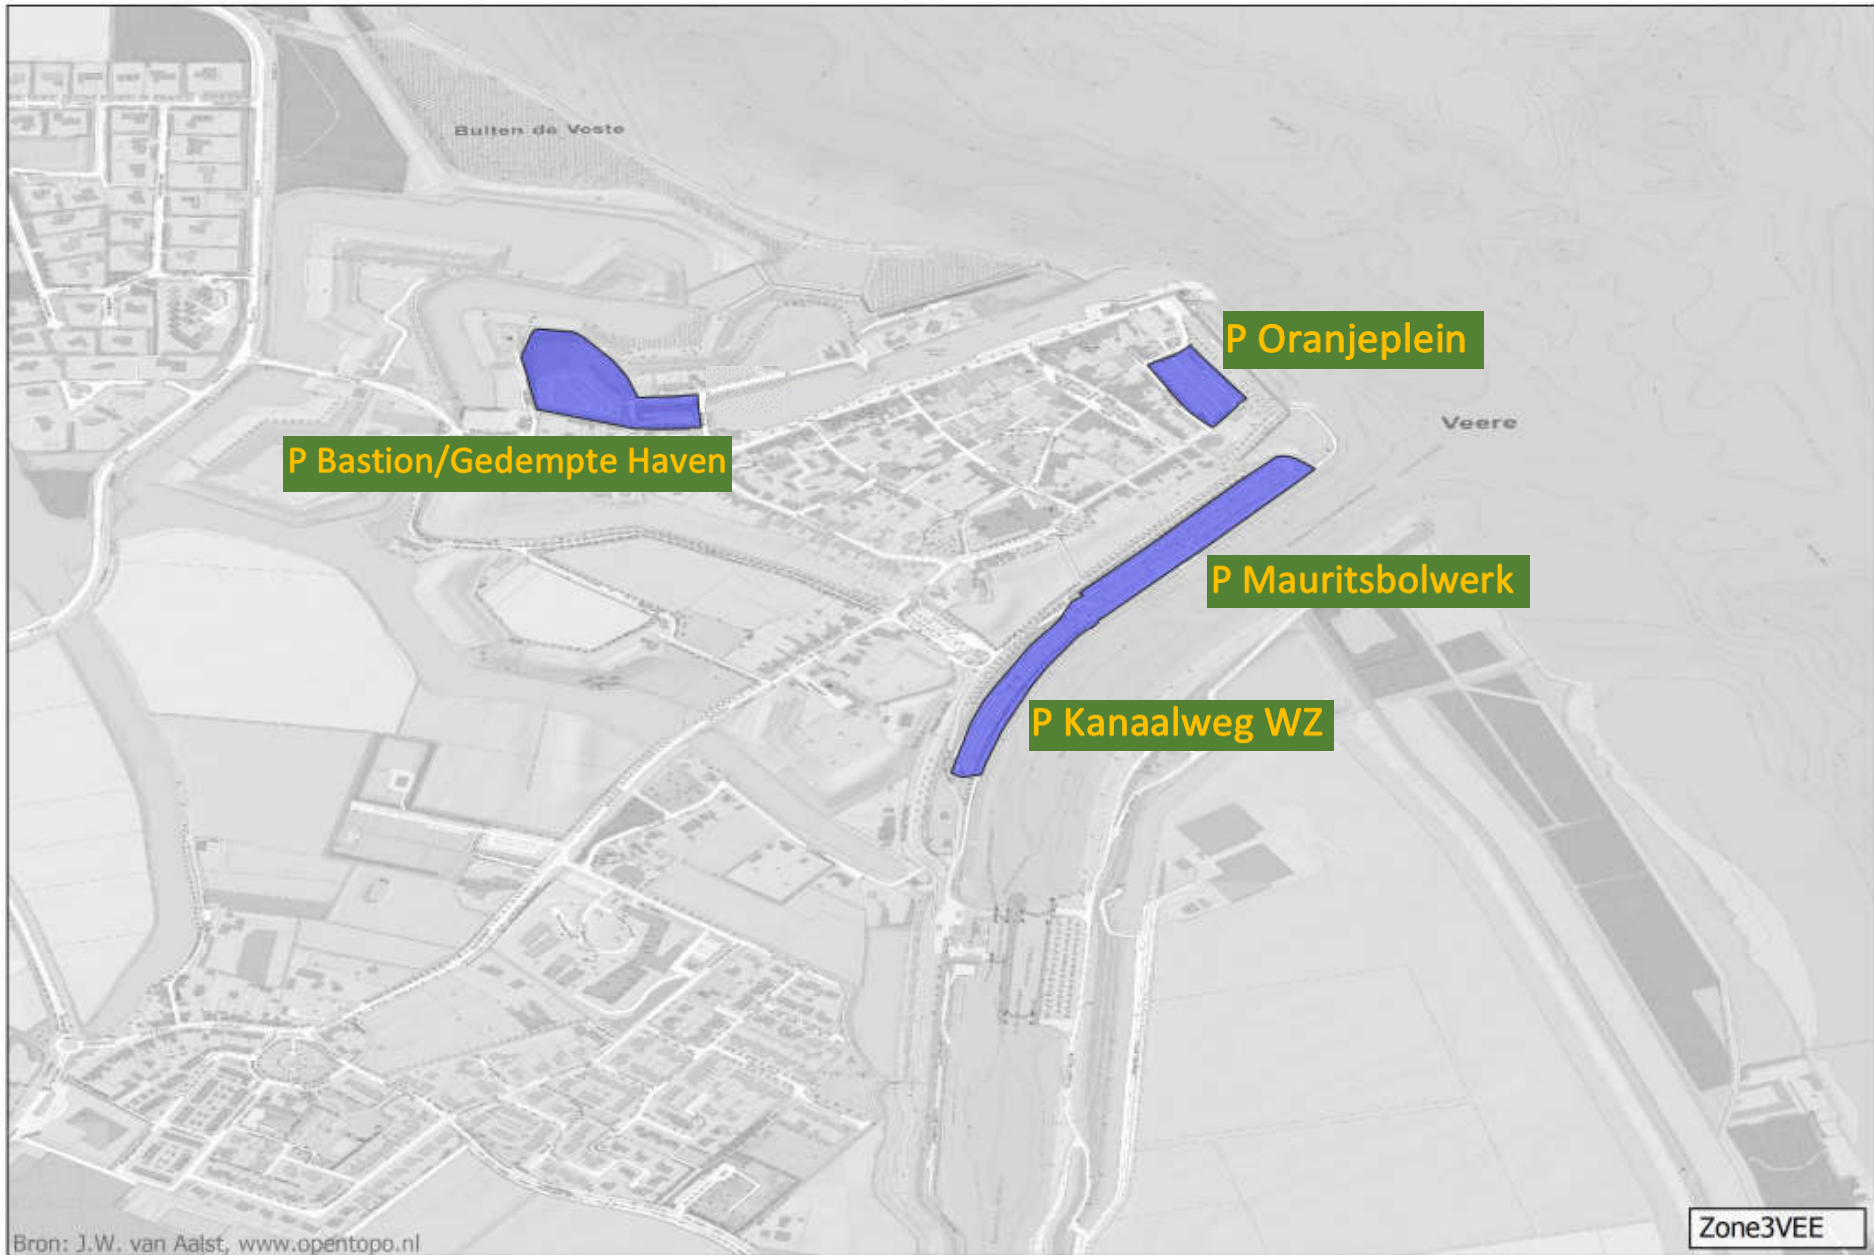 Buiten de Veste
P Oranjeplein
Veere
P Bastion/Gedempte Haven
P Mauritsbolwerk
P Kanaalweg WZ
Zone3VEE
Bron: J.W. van Aalst, www.opentopo.nl